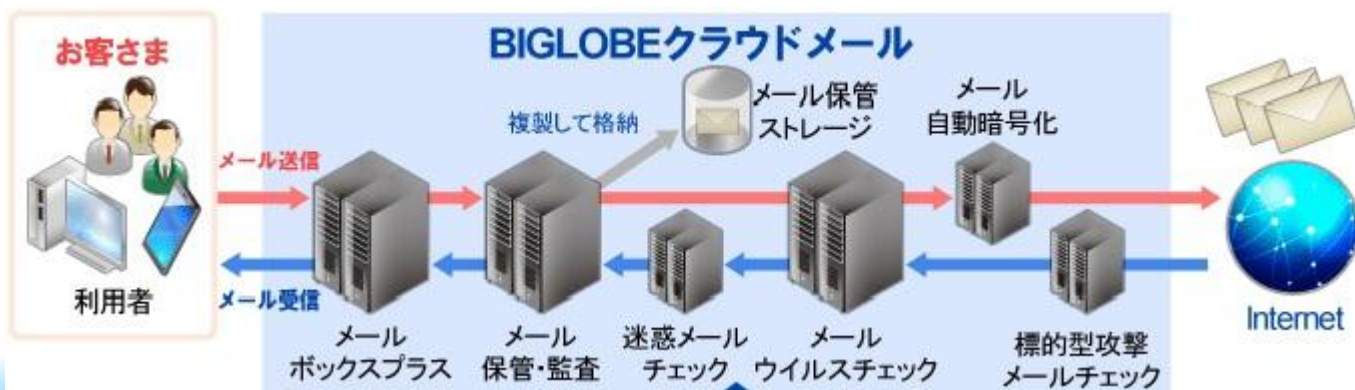 お客さま
BIGLOBEクラウドメール
複製して格納
メール保管
ストレージ
メール
自動暗号化
メール送信
メール受信
利用者
メール
ボックスプラス
メール
保管・監査
迷惑メール
チェック
メール
ウイルスチェック
標的型攻撃
メールチェック
Internet